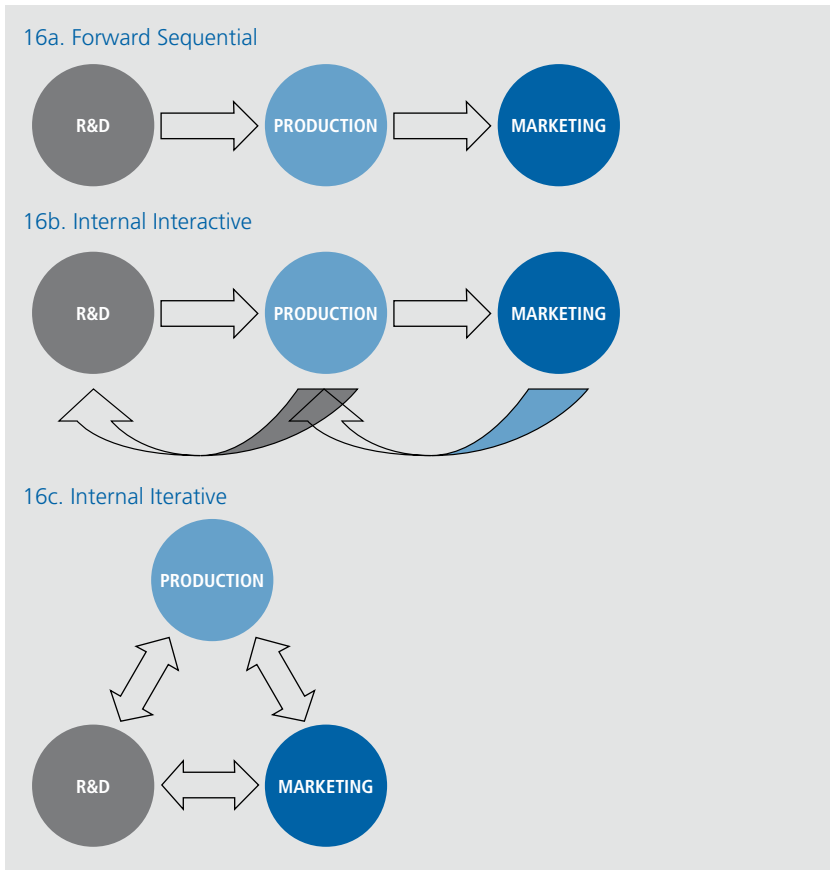 16a. Forward Sequential
R&D
PRODUCTION
MARKETING
16b. Internal Interactive
R&D
PRODUCTION
MARKETING
16c. Internal Iterative
PRODUCTION
R&D
MARKETING